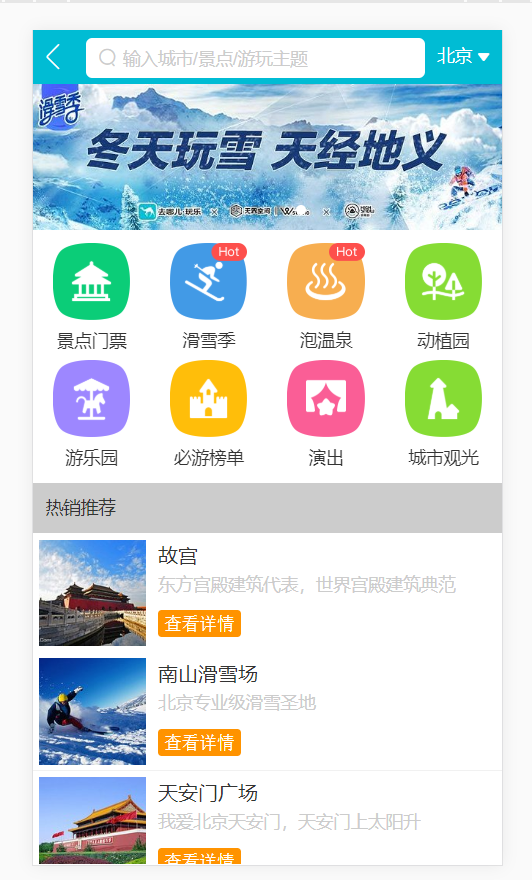 输入城市/景点/游玩主题
北京
滑雪季
冬天玩雪 天经地义
去哪儿·玩乐 x
x
Hot
Hot
景点门票
滑雪季
泡温泉
动植园
游乐园
必游榜单
演出
城市观光
热销推荐
故宫
东方宫殿建筑代表，世界宫殿建筑典范
查看详情
南山滑雪场
北京专业级滑雪圣地
查看详情
天安门广场
我爱北京天安门，天安门上太阳升
查看详情